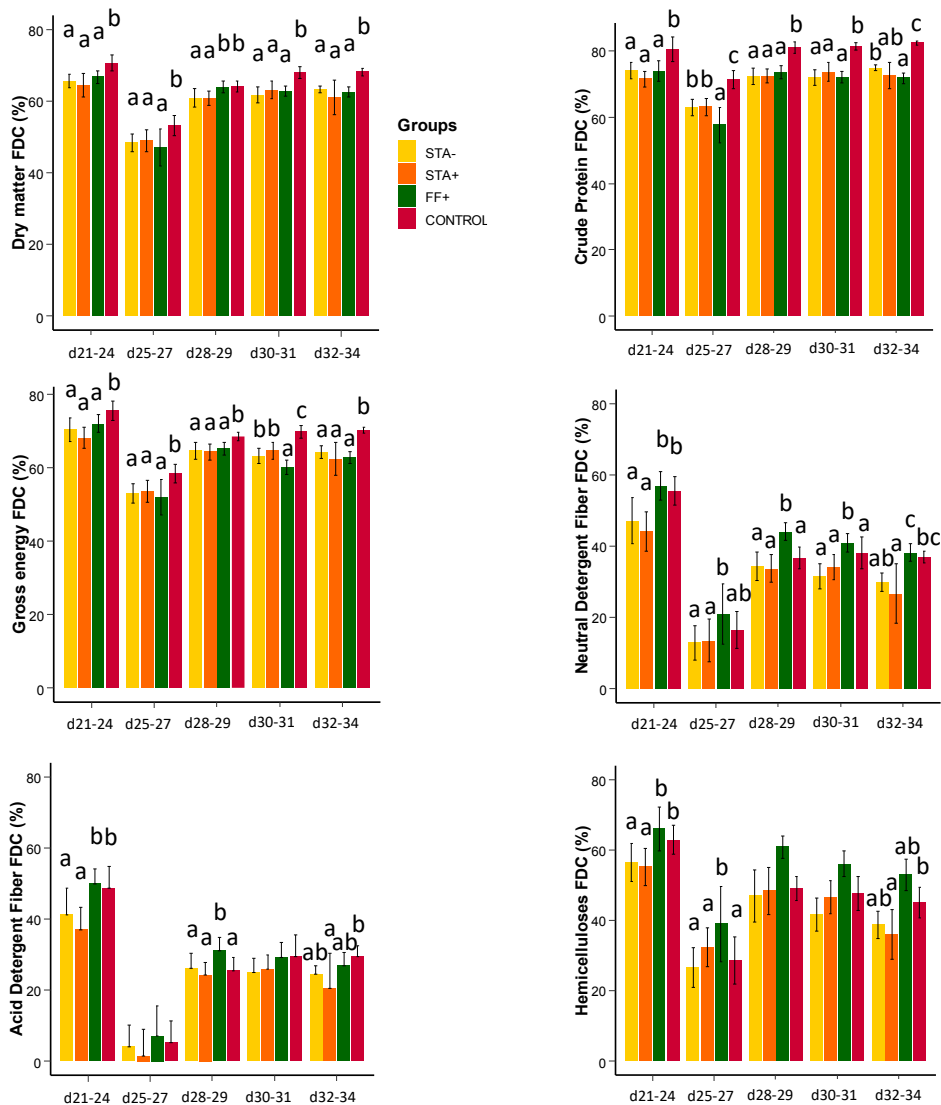 Dry matter FDC (%)
80
60
40
20
0
a a a b
a a a b
a a b b
a a a b
a a a b
d21-24 d25-27 d28-29 d30-31 d32-34
Groups
STA-
STA+
FF+
CONTROL
Crude Protein FDC (%)
80
60
40
20
0
a a a b
b b a c
a a a b
a a a b
b ab a c
d21-24 d25-27 d28-29 d30-31 d32-34
Gross energy FDC (%)
80
60
40
20
0
a a a b
a a a b
a a a b
b b a c
a a a b
d21-24 d25-27 d28-29 d30-31 d32-34
Neutral Detergent Fiber FDC (%)
80
60
40
20
0
a a b b
a a b ab
a a b a
a a b a
ab a c bc
d21-24 d25-27 d28-29 d30-31 d32-34
Acid Detergent Fiber FDC (%)
80
60
40
20
0
a a b b
a a b a
ab a ab b
d21-24 d25-27 d28-29 d30-31 d32-34
Hemicelluloses FDC (%)
80
60
40
20
0
a a b b
a a b a
ab a ab b
d21-24 d25-27 d28-29 d30-31 d32-34